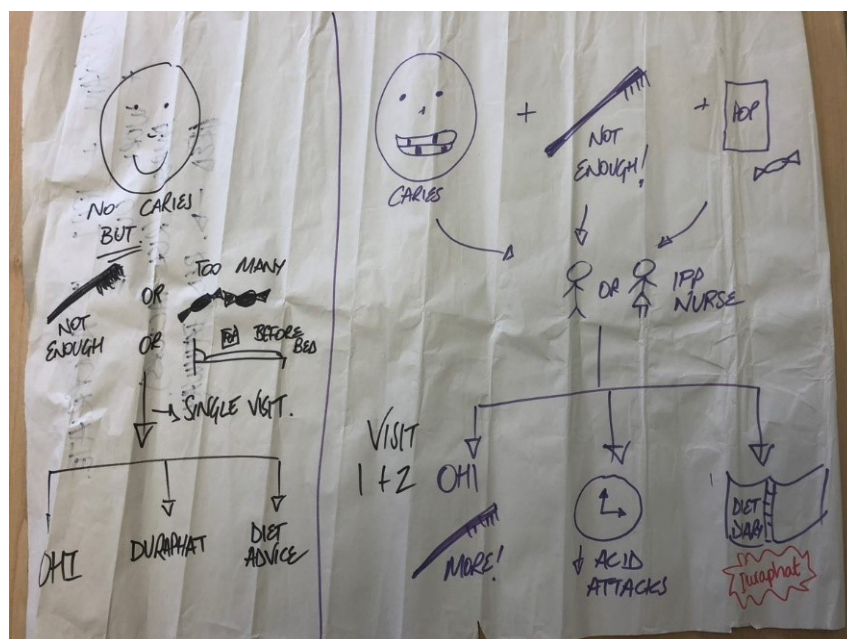 NO CARIES
BUT
NOT
ENOUGH
OR
TOO MANY
OR
BEFORE
BED
SINGLE VISIT.
OHI
DURAPHAT
DIET
ADVICE
CARIES
+
NOT
ENOUGH!
+
POP
OR
IPP
NURSE
VISIT
1+2
OHI
MORE!
ACID
ATTACKS
DIET
DIARY
Duraphat